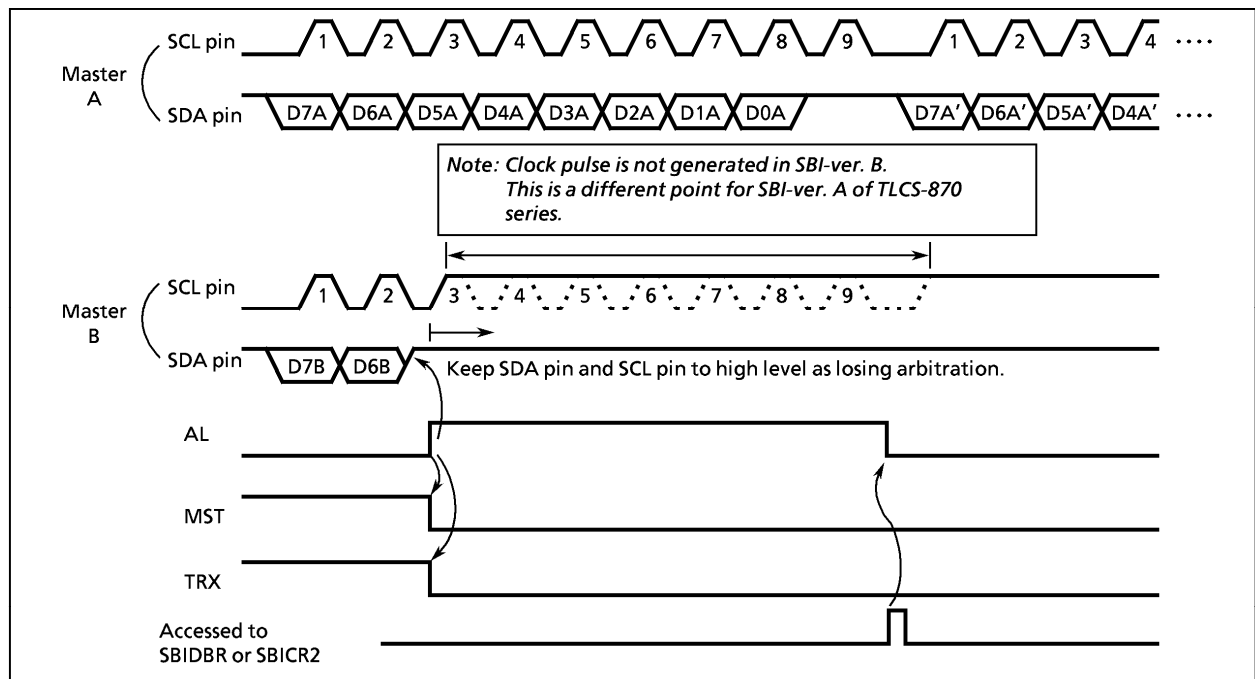 SCL pin 1 2 3 4 5 6 7 8 9 1 2 3 4 ····
Master
A
SDA pin D7A D6A D5A D4A D3A D2A D1A D0A D7A′ D6A′ D5A′ D4A′ ····
Note: Clock pulse is not generated in SBI-ver. B.
This is a different point for SBI-ver. A of TLCS-870
series.
SCL pin 1 2 3 4 5 6 7 8 9
Master
B
SDA pin D7B D6B Keep SDA pin and SCL pin to high level as losing arbitration.
AL
MST
TRX
Accessed to
SBIDBR or SBICR2